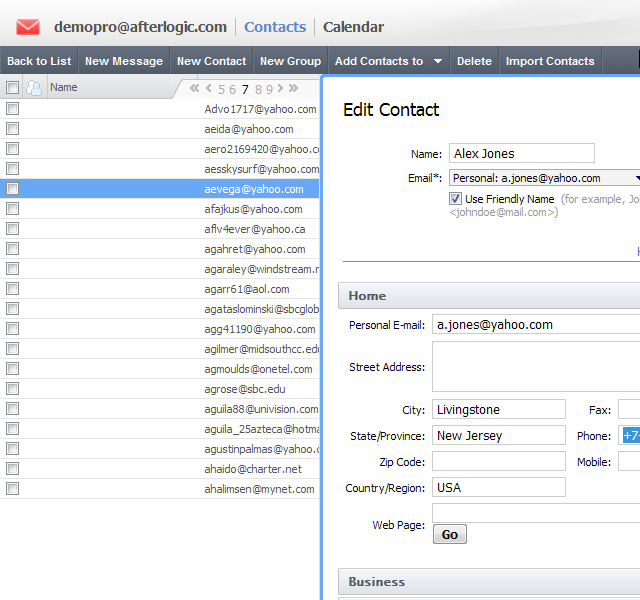 demopro@afterlogic.com Contacts Calendar
Back to List New Message New Contact New Group Add Contacts to Delete Import Contacts
Name << < 5 6 7 8 9 > >>
Advo1717@yahoo.com
aeida@yahoo.com
aero2169420@yahoo.co
aesskysurf@yahoo.com
aevega@yahoo.com
afajkus@yahoo.com
aflv4ever@yahoo.ca
agahret@yahoo.com
agaraley@windstream.n
agarr61@aol.com
agataslominski@sbcglob
agg41190@yahoo.com
agilmer@midsouthcc.edu
agmoulds@onetel.com
agrose@sbc.edu
aguila88@univision.com
aguila_25azteca@hotma
agustinpalmas@yahoo.c
ahaido@charter.net
ahalimsen@mynet.com
Edit Contact
Name: Alex Jones
Email*: Personal: a.jones@yahoo.com
Use Friendly Name (for example, Jo
<johndoe@mail.com>)
Home
Personal E-mail: a.jones@yahoo.com
Street Address:
City: Livingstone Fax:
State/Province: New Jersey Phone: +7-
Zip Code: Mobile:
Country/Region: USA
Web Page:
Go
Business